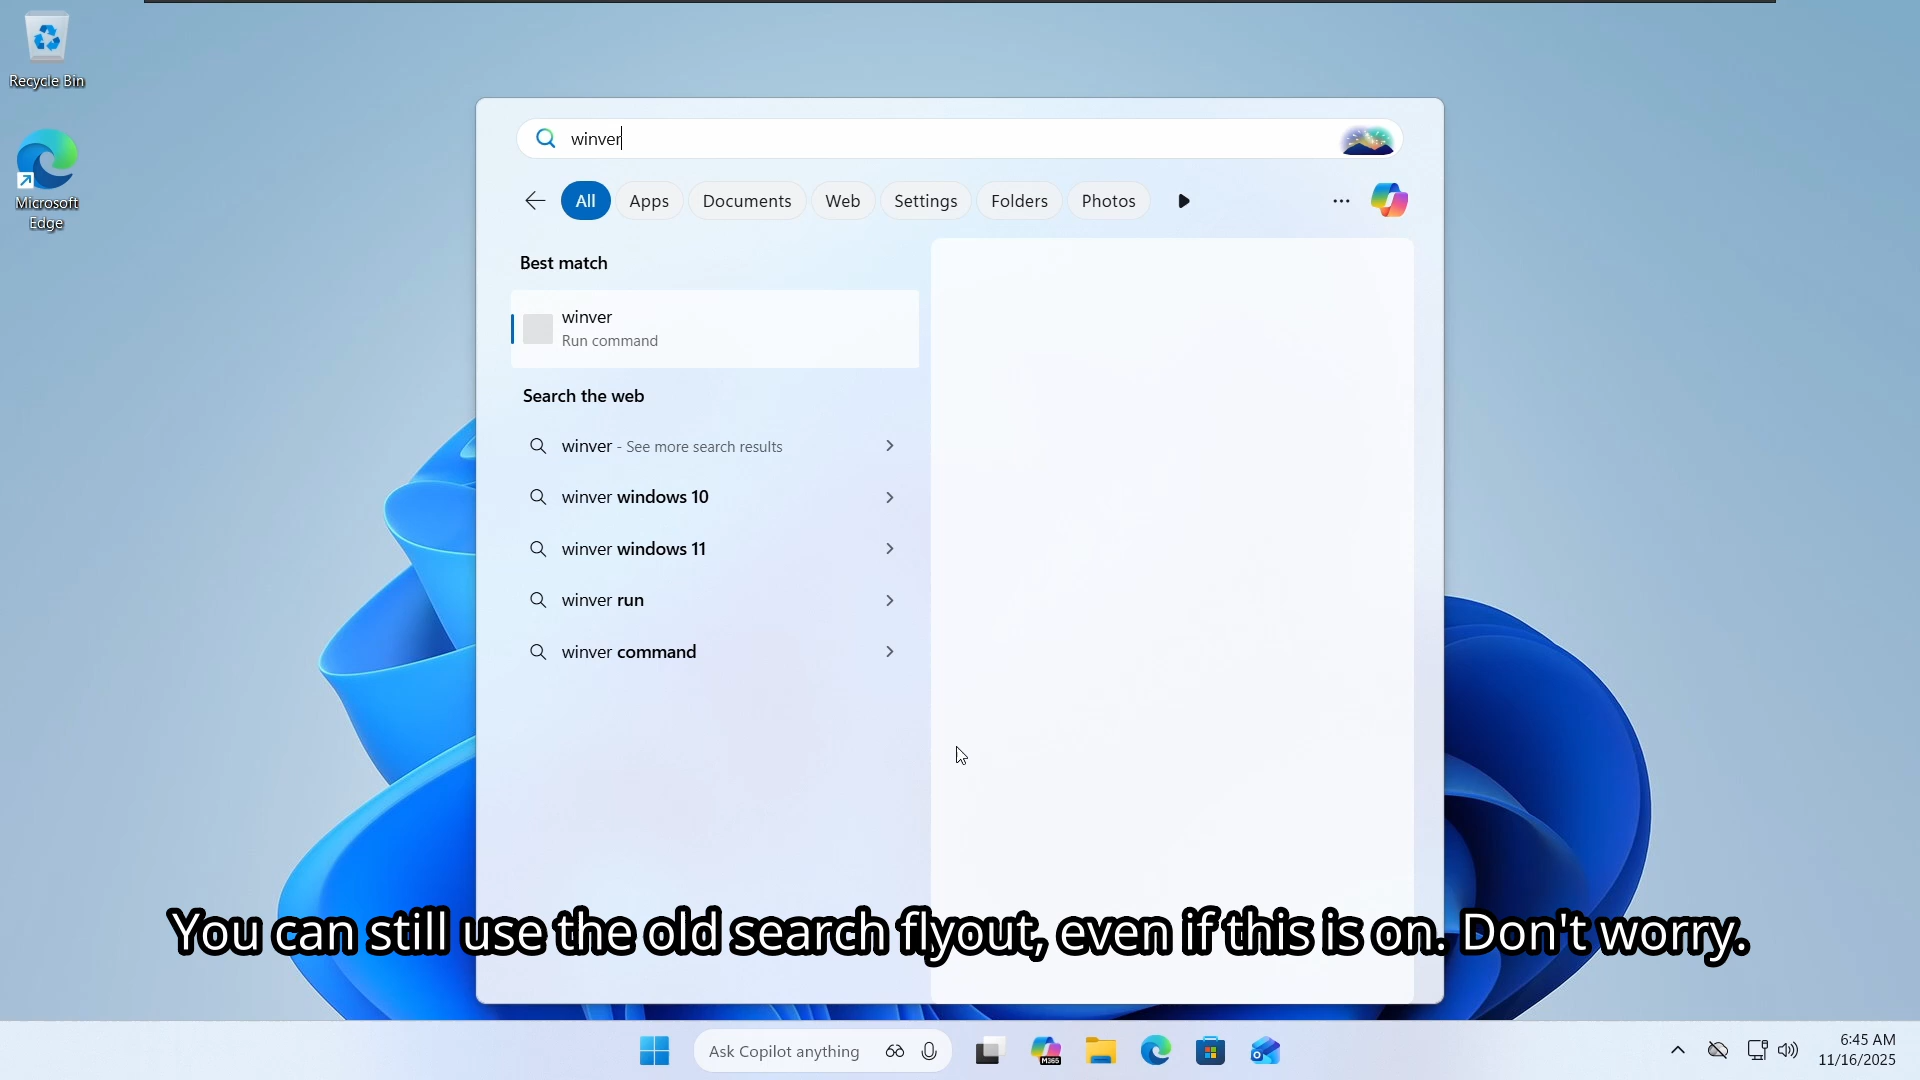 Recycle Bin
Microsoft
Edge
winver
All
Apps
Documents
Web
Settings
Folders
Photos
Best match
winver
Run command
Search the web
winver - See more search results
winver windows 10
winver windows 11
winver run
winver command
You can still use the old search flyout, even if this is on. Don't worry.
Ask Copilot anything
M365
6:45 AM
11/16/2025